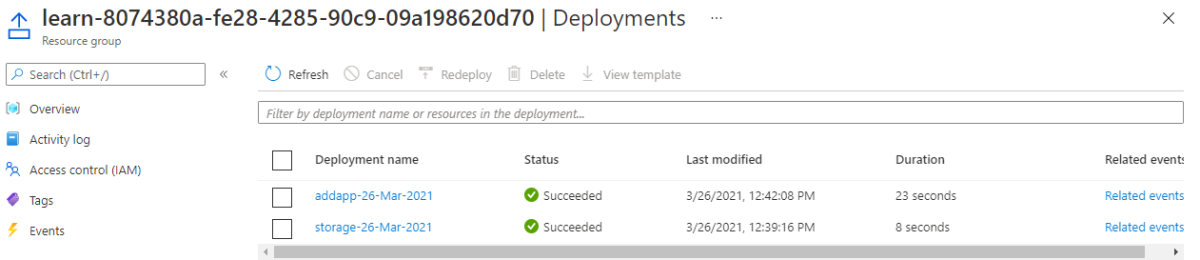 learn-8074380a-fe28-4285-90c9-09a198620d70 | Deployments ...
Resource group
Search (Ctrl+/)
«
Refresh Cancel Redeploy Delete View template
Overview
Activity log
Access control (IAM)
Tags
Events
Filter by deployment name or resources in the deployment...
Deployment name Status Last modified Duration Related events
addapp-26-Mar-2021 Succeeded 3/26/2021, 12:42:08 PM 23 seconds Related events
storage-26-Mar-2021 Succeeded 3/26/2021, 12:39:16 PM 8 seconds Related events